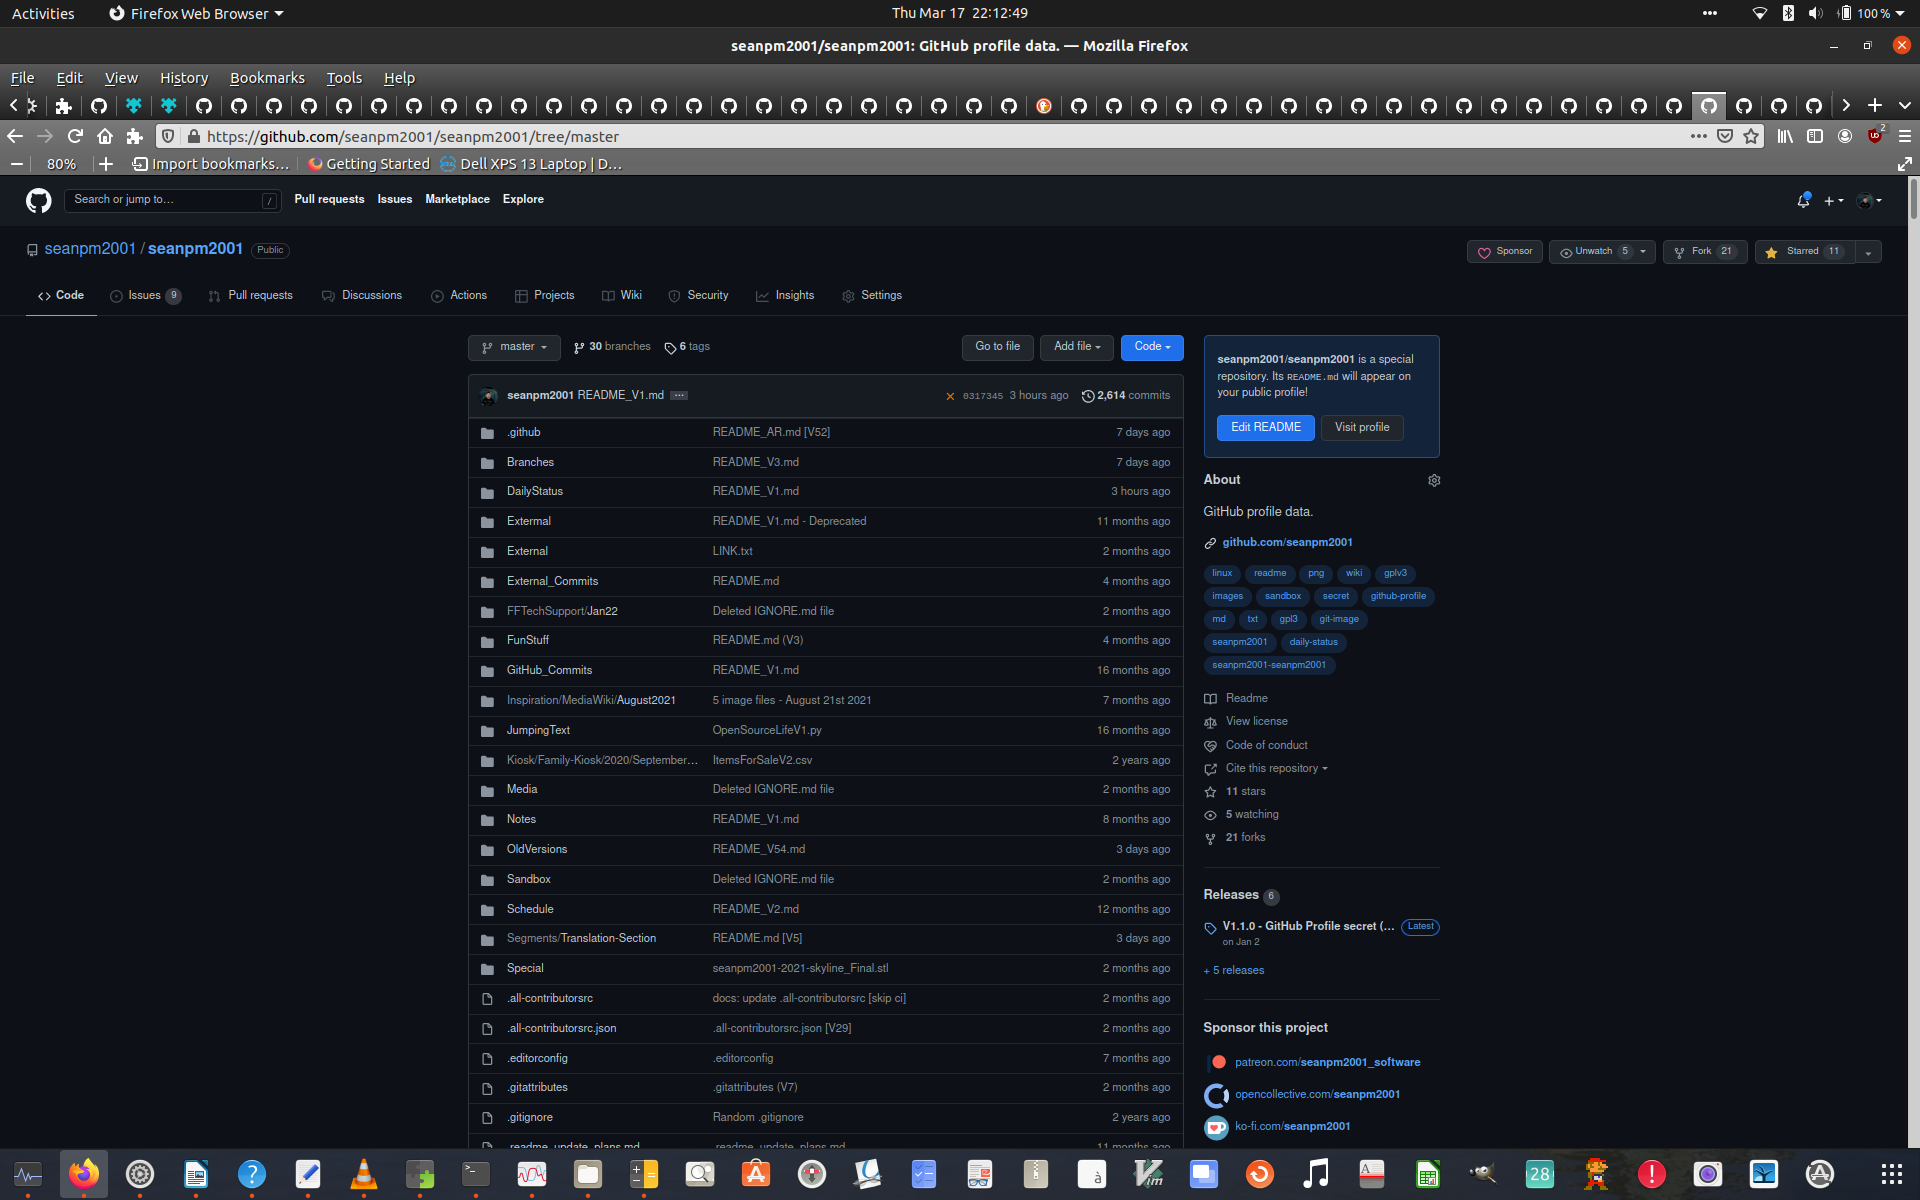 Activities
Firefox Web Browser
Thu Mar 17 22:12:49
100 %
seanpm2001/seanpm2001: GitHub profile data. — Mozilla Firefox
File Edit View History Bookmarks Tools Help
https://github.com/seanpm2001/seanpm2001/tree/master
2
80%
Import bookmarks…
Getting Started
Dell XPS 13 Laptop | D…
Search or jump to…
/
Pull requests
Issues
Marketplace
Explore
seanpm2001 / seanpm2001
Public
Sponsor
Unwatch 5
Fork 21
Starred 11
Code
Issues 9
Pull requests
Discussions
Actions
Projects
Wiki
Security
Insights
Settings
master
30 branches
6 tags
Go to file
Add file
Code
seanpm2001 README_V1.md
0317345 3 hours ago
2,614 commits
.github README_AR.md [V52] 7 days ago
Branches README_V3.md 7 days ago
DailyStatus README_V1.md 3 hours ago
Extermal README_V1.md - Deprecated 11 months ago
External LINK.txt 2 months ago
External_Commits README.md 4 months ago
FFTechSupport/Jan22 Deleted IGNORE.md file 2 months ago
FunStuff README.md (V3) 4 months ago
GitHub_Commits README_V1.md 16 months ago
Inspiration/MediaWiki/August2021 5 image files - August 21st 2021 7 months ago
JumpingText OpenSourceLifeV1.py 16 months ago
Kiosk/Family-Kiosk/2020/September… ItemsForSaleV2.csv 2 years ago
Media Deleted IGNORE.md file 2 months ago
Notes README_V1.md 8 months ago
OldVersions README_V54.md 3 days ago
Sandbox Deleted IGNORE.md file 2 months ago
Schedule README_V2.md 12 months ago
Segments/Translation-Section README.md [V5] 3 days ago
Special seanpm2001-2021-skyline_Final.stl 2 months ago
.all-contributorsrc docs: update .all-contributorsrc [skip ci] 2 months ago
.all-contributorsrc.json .all-contributorsrc.json [V29] 2 months ago
.editorconfig .editorconfig 7 months ago
.gitattributes .gitattributes (V7) 2 months ago
.gitignore Random .gitignore 2 years ago
.readme_update_plans.md .readme_update_plans.md 11 months ago
seanpm2001/seanpm2001 is a special
repository. Its README.md will appear on
your public profile!
Edit README
Visit profile
About
GitHub profile data.
github.com/seanpm2001
linux readme png wiki gplv3
images sandbox secret github-profile
md txt gpl3 git-image
seanpm2001 daily-status
seanpm2001-seanpm2001
Readme
View license
Code of conduct
Cite this repository
11 stars
5 watching
21 forks
Releases 6
V1.1.0 - GitHub Profile secret (… Latest
on Jan 2
+ 5 releases
Sponsor this project
patreon.com/seanpm2001_software
opencollective.com/seanpm2001
ko-fi.com/seanpm2001
28